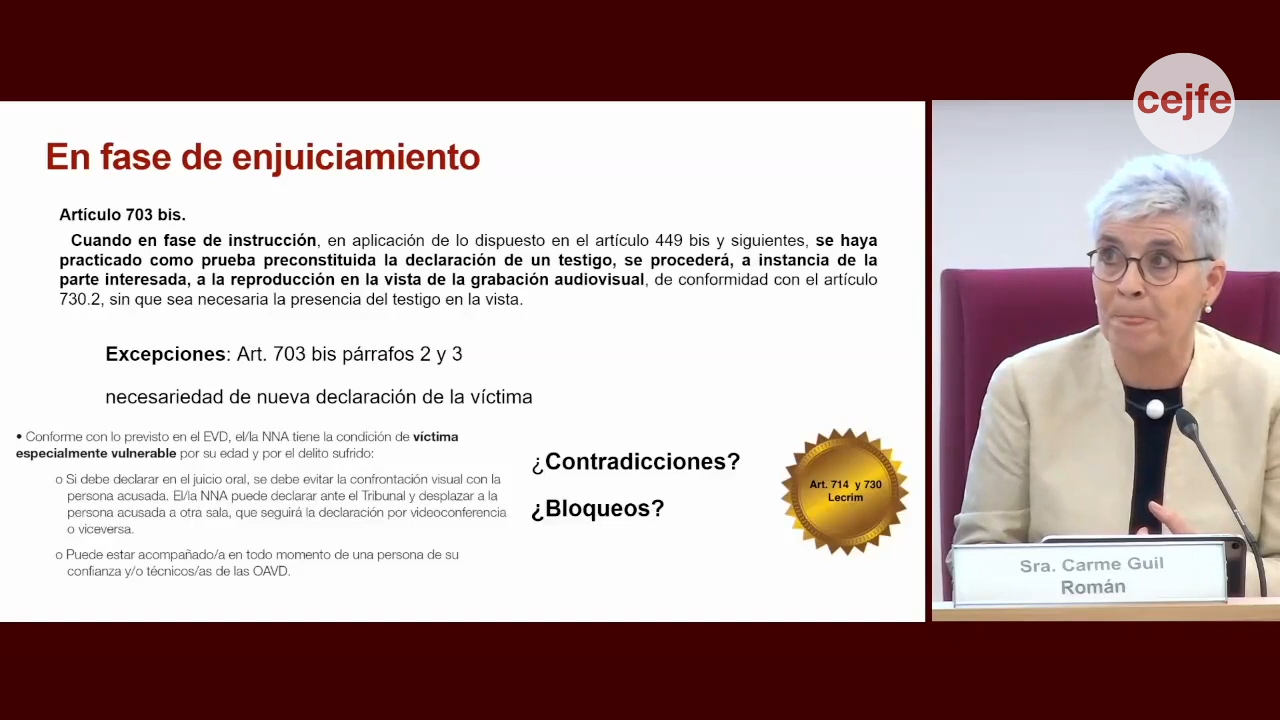 cejfe
En fase de enjuiciamiento
Artículo 703 bis.
Cuando en fase de instrucción, en aplicación de lo dispuesto en el artículo 449 bis y siguientes, se haya
practicado como prueba preconstituida la declaración de un testigo, se procederá, a instancia de la
parte interesada, a la reproducción en la vista de la grabación audiovisual, de conformidad con el artículo
730.2, sin que sea necesaria la presencia del testigo en la vista.
Excepciones: Art. 703 bis párrafos 2 y 3
necesariedad de nueva declaración de la víctima
• Conforme con lo previsto en el EVD, el/la NNA tiene la condición de víctima
especialmente vulnerable por su edad y por el delito sufrido:
o Si debe declarar en el juicio oral, se debe evitar la confrontación visual con la
persona acusada. El/la NNA puede declarar ante el Tribunal y desplazar a la
persona acusada a otra sala, que seguirá la declaración por videoconferencia
o viceversa.
o Puede estar acompañado/a en todo momento de una persona de su
confianza y/o técnicos/as de las OAVD.
¿Contradicciones?
¿Bloqueos?
Art. 714 y 730
Lecrim
Sra. Carme Guil
Román